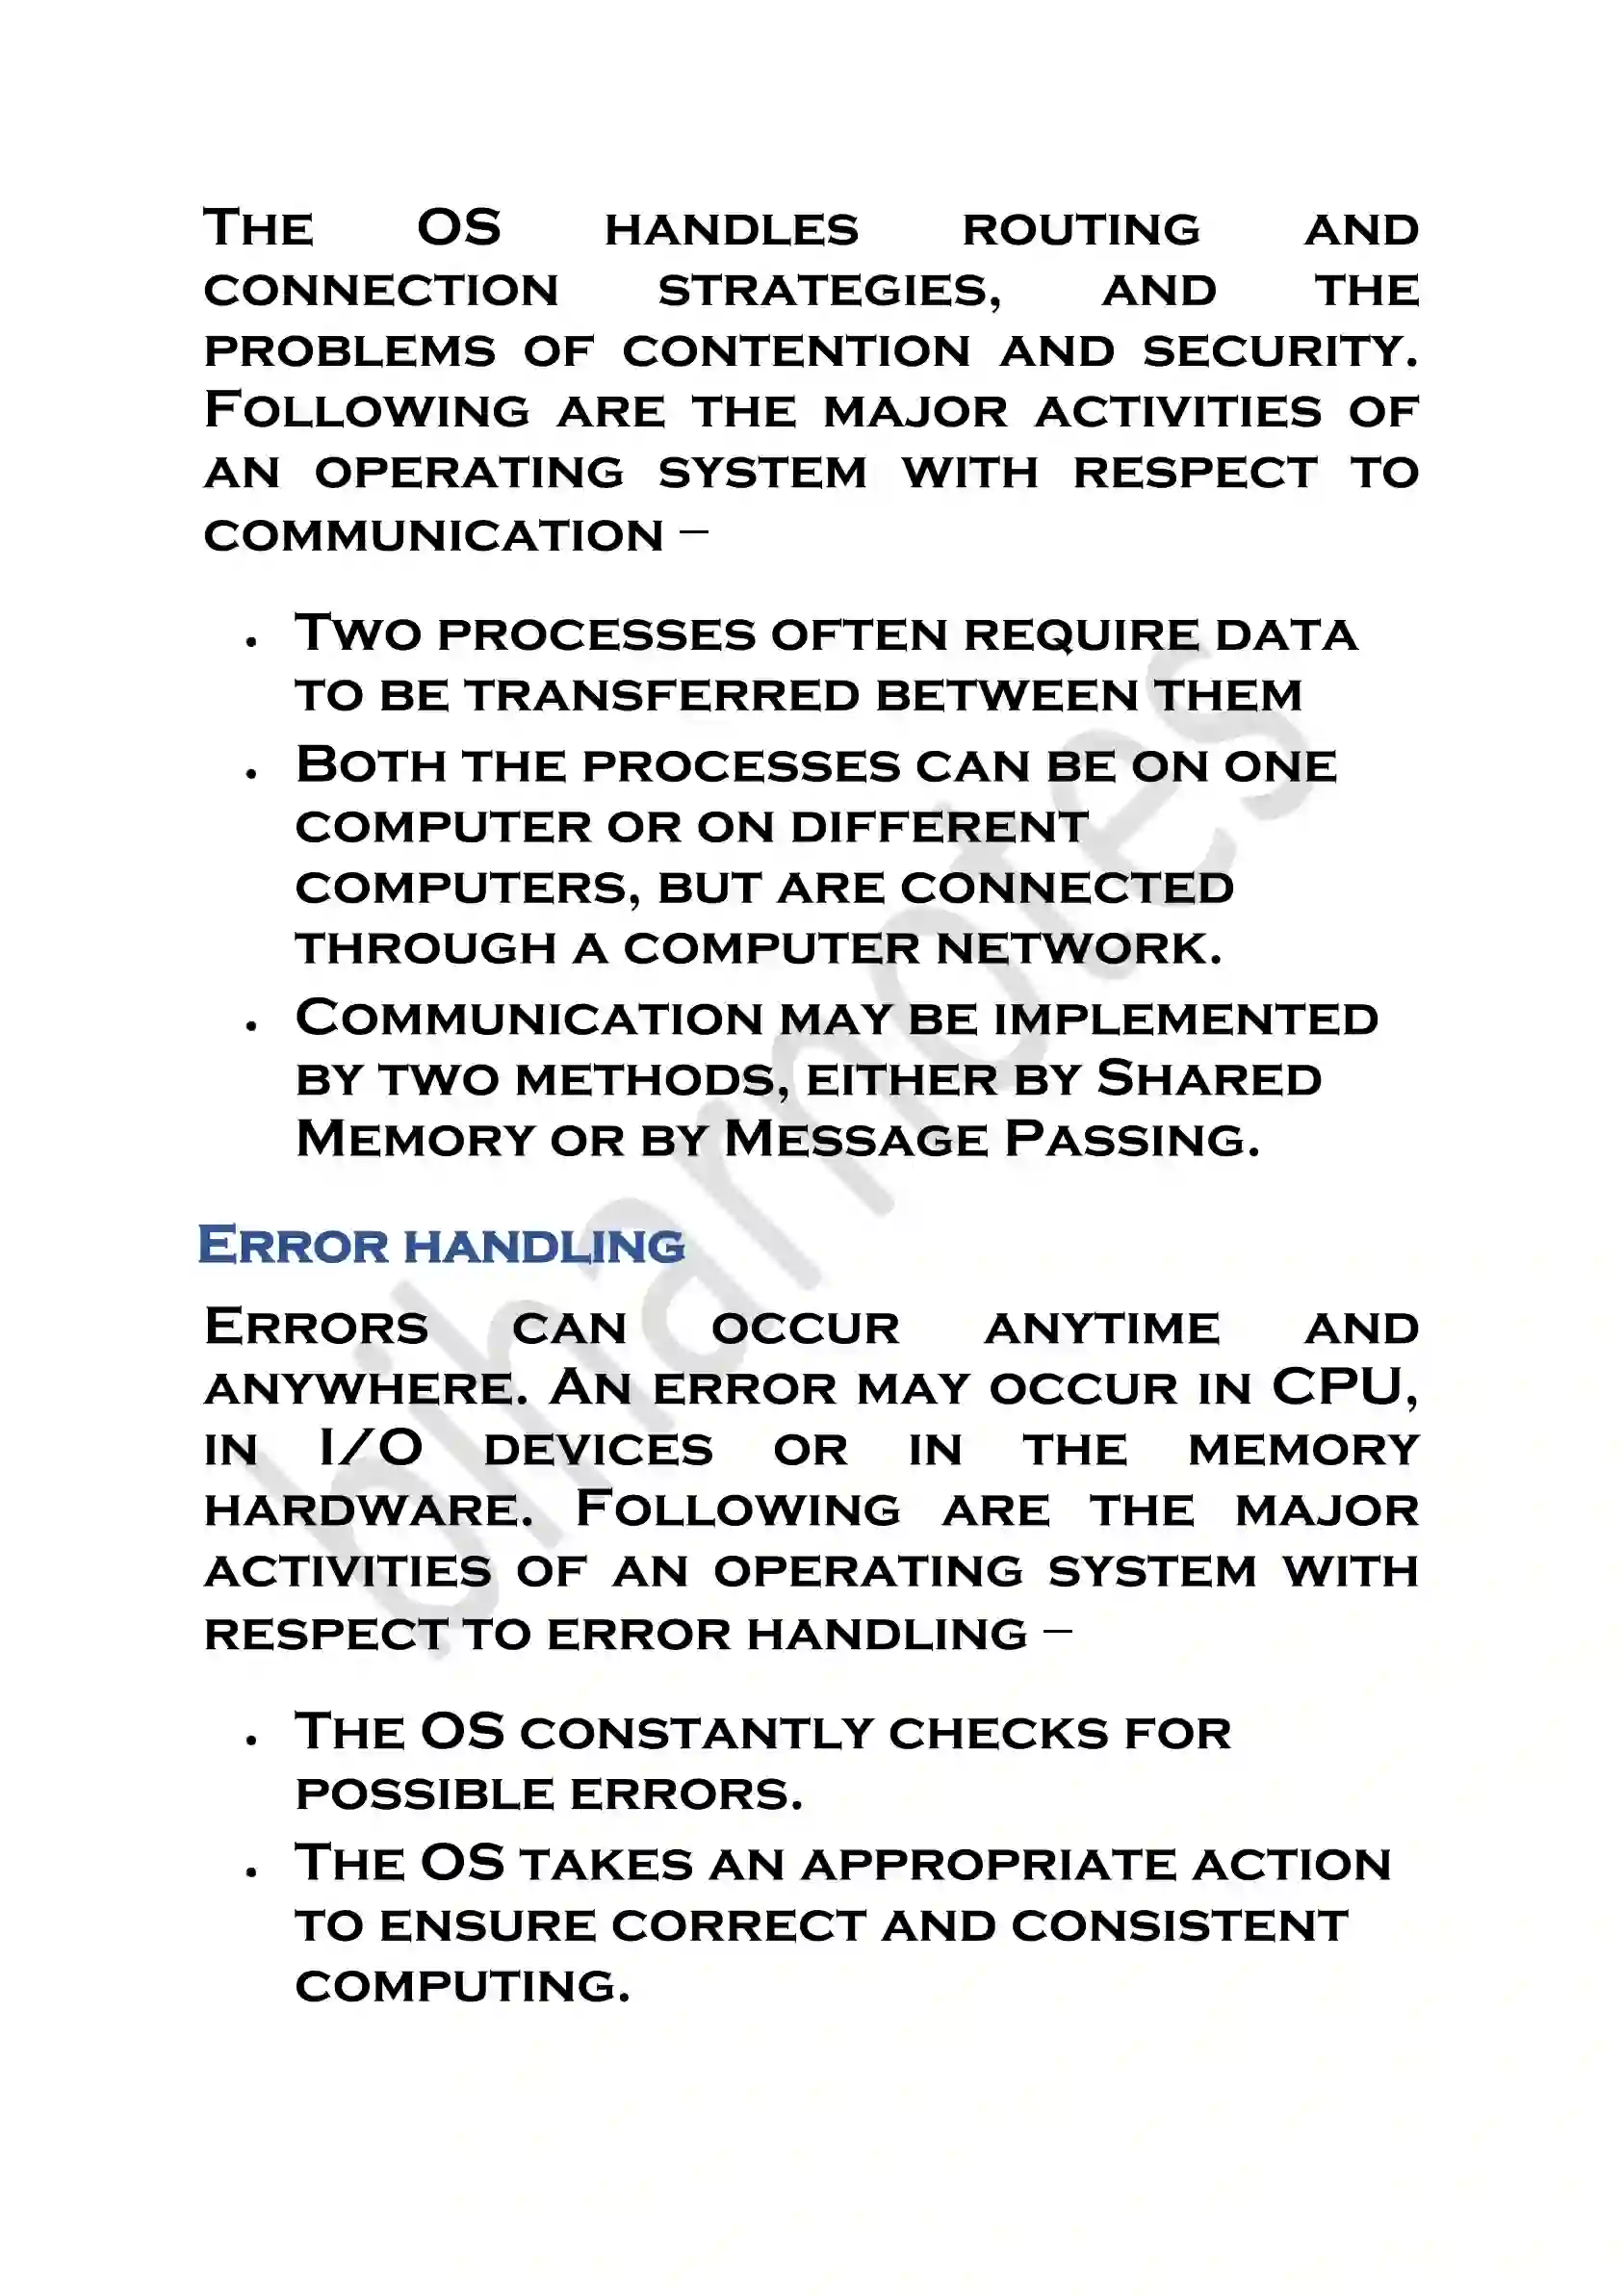 The OS handles routing and
connection strategies, and the
problems of contention and security.
Following are the major activities of
an operating system with respect to
communication –
• Two processes often require data
to be transferred between them
• Both the processes can be on one
computer or on different
computers, but are connected
through a computer network.
• Communication may be implemented
by two methods, either by Shared
Memory or by Message Passing.
Error handling
Errors can occur anytime and
anywhere. An error may occur in CPU,
in I/O devices or in the memory
hardware. Following are the major
activities of an operating system with
respect to error handling –
• The OS constantly checks for
possible errors.
• The OS takes an appropriate action
to ensure correct and consistent
computing.
biharnotes